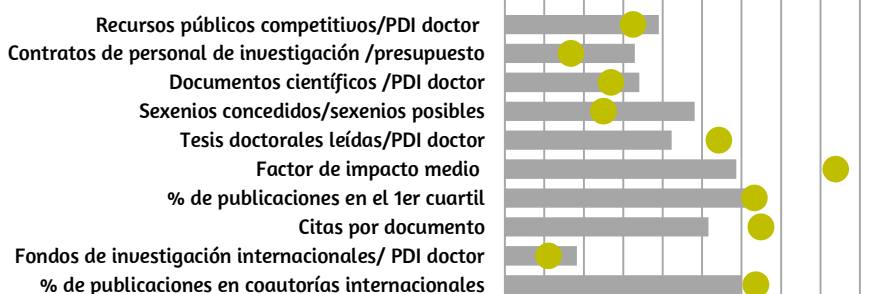 Recursos públicos competitivos/PDI doctor
Contratos de personal de investigación /presupuesto
Documentos científicos /PDI doctor
Sexenios concedidos/sexenios posibles
Tesis doctorales leídas/PDI doctor
Factor de impacto medio
% de publicaciones en el 1er cuartil
Citas por documento
Fondos de investigación internacionales/ PDI doctor
% de publicaciones en coautorías internacionales